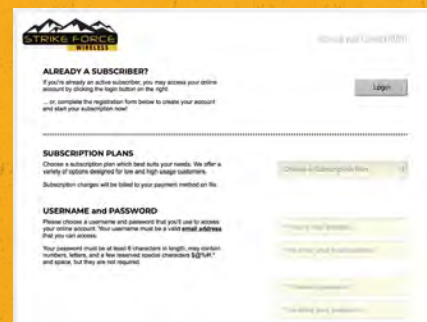 STRIKE FORCE
WIRELESS
ALREADY A SUBSCRIBER?
If you're already an active subscriber, you may access your online
account by clicking the login button on the right.
Login
... or, complete the registration form below to create your account
and start your subscription now!
SUBSCRIPTION PLANS
Choose a subscription plan which best suits your needs. We offer a
variety of options designed for low and high usage customers.
Choose a Subscription Plan
Subscription charges will be billed to your payment method on file.
USERNAME and PASSWORD
Please choose a username and password that you'll use to access
your online account. Your username must be a valid email address
that you can access.
Your password must be at least 6 characters in length, may contain
numbers, letters, and a few reserved special characters
and space, but they are not required.